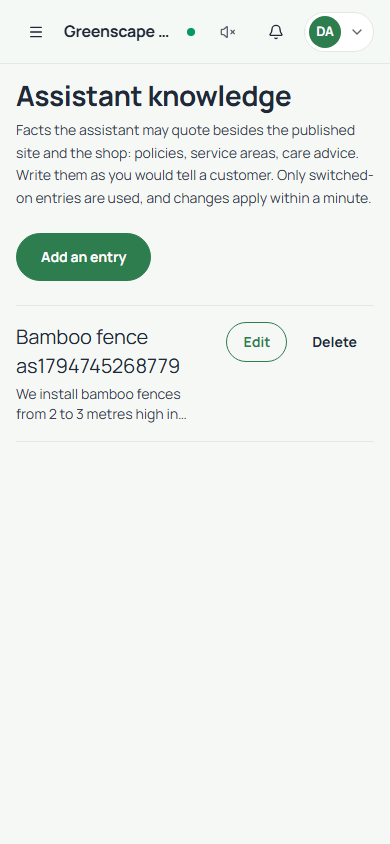 Greenscape ...
DA
Assistant knowledge
Facts the assistant may quote besides the published
site and the shop: policies, service areas, care advice.
Write them as you would tell a customer. Only switched-
on entries are used, and changes apply within a minute.
Add an entry
Bamboo fence
as1794745268779
Edit
Delete
We install bamboo fences
from 2 to 3 metres high in...